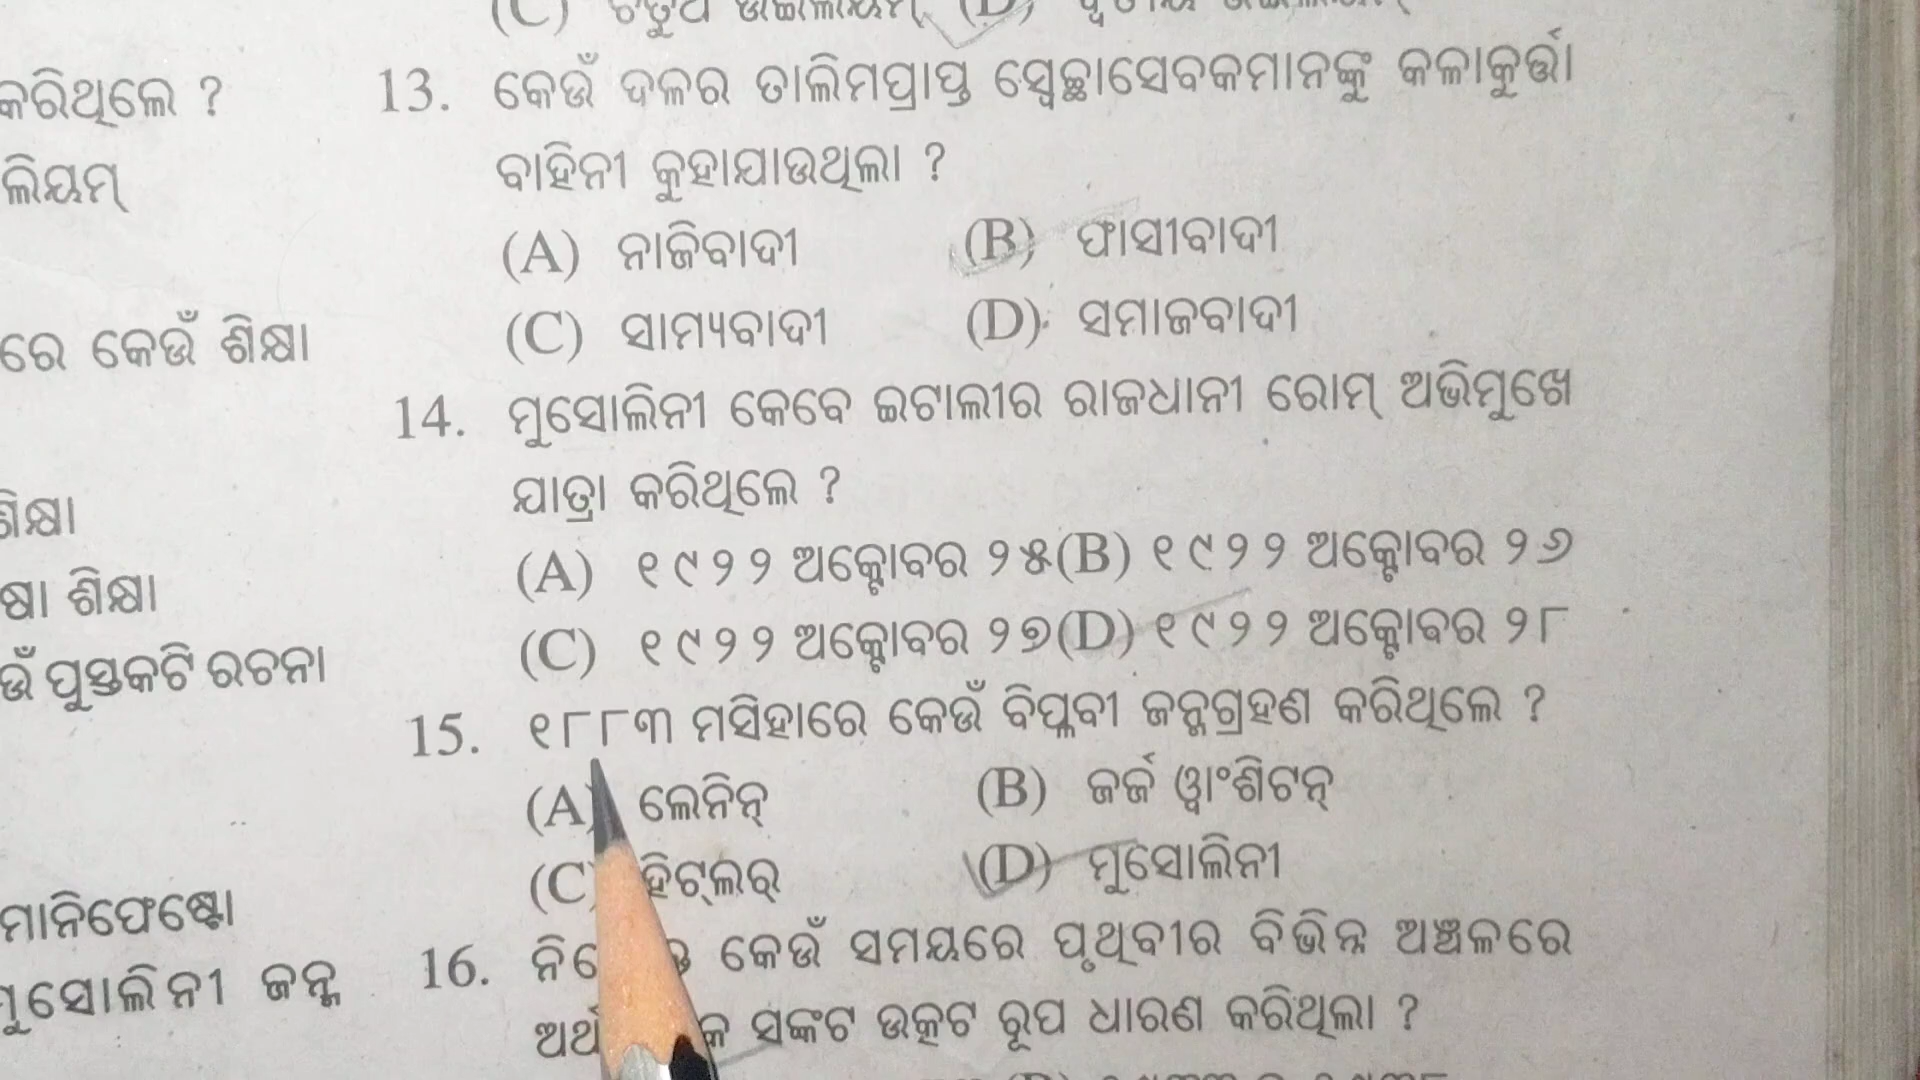 କରିଥିଲେ ?
ଲିୟମ୍
ରେ କେଉଁ ଶିକ୍ଷା
ଶିକ୍ଷା
ଷା ଶିକ୍ଷା
ଉଁ ପୁସ୍ତକଟି ରଚନା
ମାନିଫେଷ୍ଟୋ
ମୁସୋଲିନୀ ଜନ୍ମ
13. କେଉଁ ଦଳର ତାଲିମପ୍ରାପ୍ତ ସ୍ୱେଚ୍ଛାସେବକମାନଙ୍କୁ କଳାକୁର୍ତ୍ତା
ବାହିନୀ କୁହାଯାଉଥିଲା ?
(A) ନାଜିବାଦୀ (B) ଫାସୀବାଦୀ
(C) ସାମ୍ୟବାଦୀ (D) ସମାଜବାଦୀ
14. ମୁସୋଲିନୀ କେବେ ଇଟାଲୀର ରାଜଧାନୀ ରୋମ୍ ଅଭିମୁଖେ
ଯାତ୍ରା କରିଥିଲେ ?
(A) ୧୯୨୨ ଅକ୍ଟୋବର ୨୫ (B) ୧୯୨୨ ଅକ୍ଟୋବର ୨୬
(C) ୧୯୨୨ ଅକ୍ଟୋବର ୨୭ (D) ୧୯୨୨ ଅକ୍ଟୋବର ୨୮
15. ୧୮୮୩ ମସିହାରେ କେଉଁ ବିପ୍ଳବୀ ଜନ୍ମଗ୍ରହଣ କରିଥିଲେ ?
(A) ଲେନିନ୍ (B) ଜର୍ଜ ୱାଂଶିଟନ୍
(C) ହିଟ୍‌ଲର୍ (D) ମୁସୋଲିନୀ
16. କେଉଁ ସମୟରେ ପୃଥିବୀର ବିଭିନ୍ନ ଅଞ୍ଚଳରେ
ସଙ୍କଟ ଉତ୍କଟ ରୂପ ଧାରଣ କରିଥିଲା ?